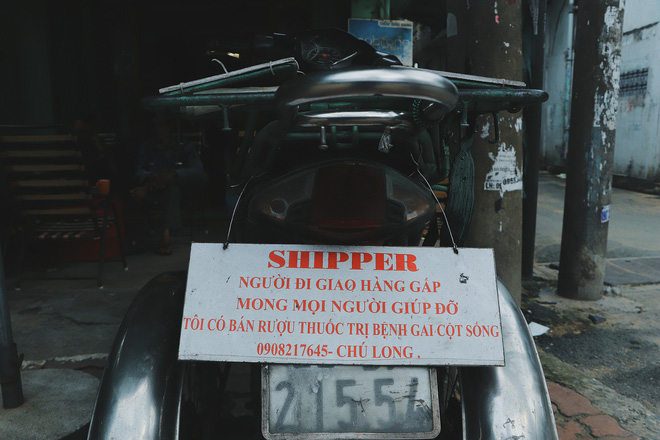 SHIPPER
NGƯỜI ĐI GIAO HÀNG GẤP
MONG MỌI NGƯỜI GIÚP ĐỠ
TÔI CÓ BÁN RƯỢU THUỐC TRỊ BỆNH GAI CỘT SỐNG
0908217645- CHÚ LONG .